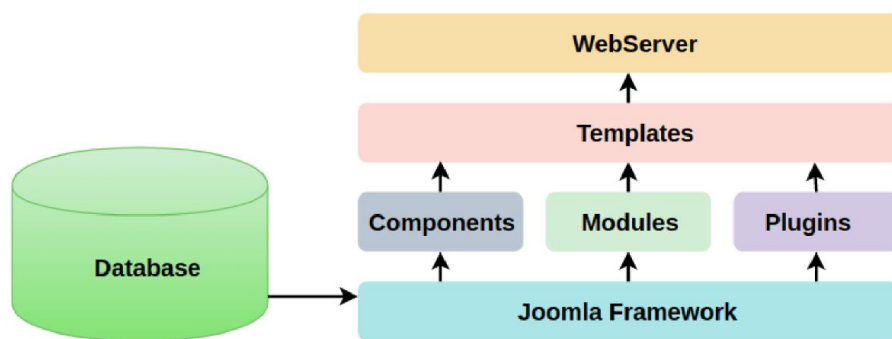 WebServer
Templates
Components
Modules
Plugins
Database
Joomla Framework